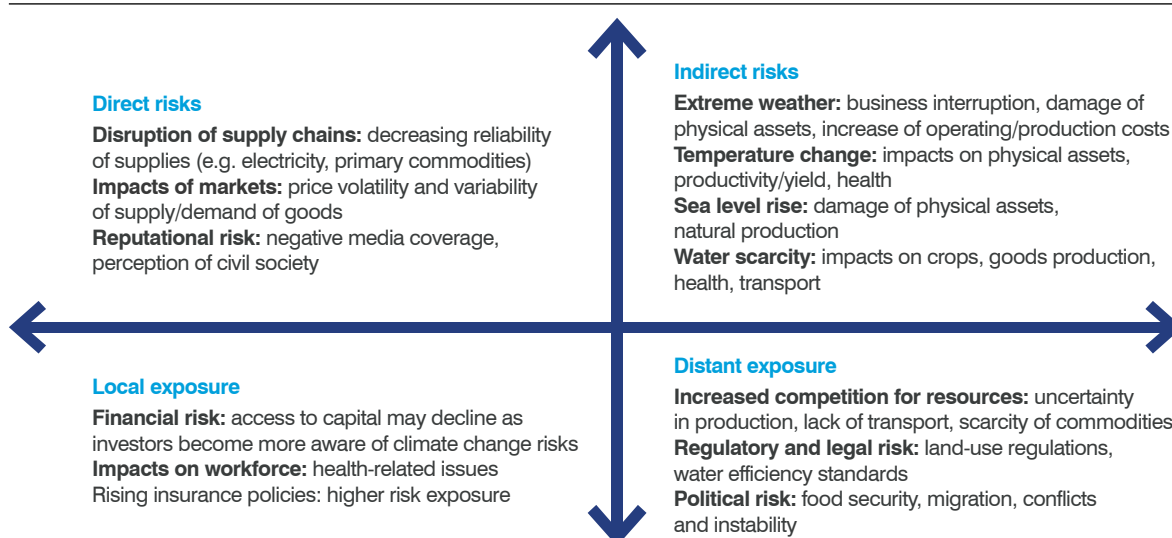 Direct risks
Disruption of supply chains: decreasing reliability
of supplies (e.g. electricity, primary commodities)
Impacts of markets: price volatility and variability
of supply/demand of goods
Reputational risk: negative media coverage,
perception of civil society
Indirect risks
Extreme weather: business interruption, damage of
physical assets, increase of operating/production costs
Temperature change: impacts on physical assets,
productivity/yield, health
Sea level rise: damage of physical assets,
natural production
Water scarcity: impacts on crops, goods production,
health, transport
Local exposure
Financial risk: access to capital may decline as
investors become more aware of climate change risks
Impacts on workforce: health-related issues
Rising insurance policies: higher risk exposure
Distant exposure
Increased competition for resources: uncertainty
in production, lack of transport, scarcity of commodities
Regulatory and legal risk: land-use regulations,
water efficiency standards
Political risk: food security, migration, conflicts
and instability